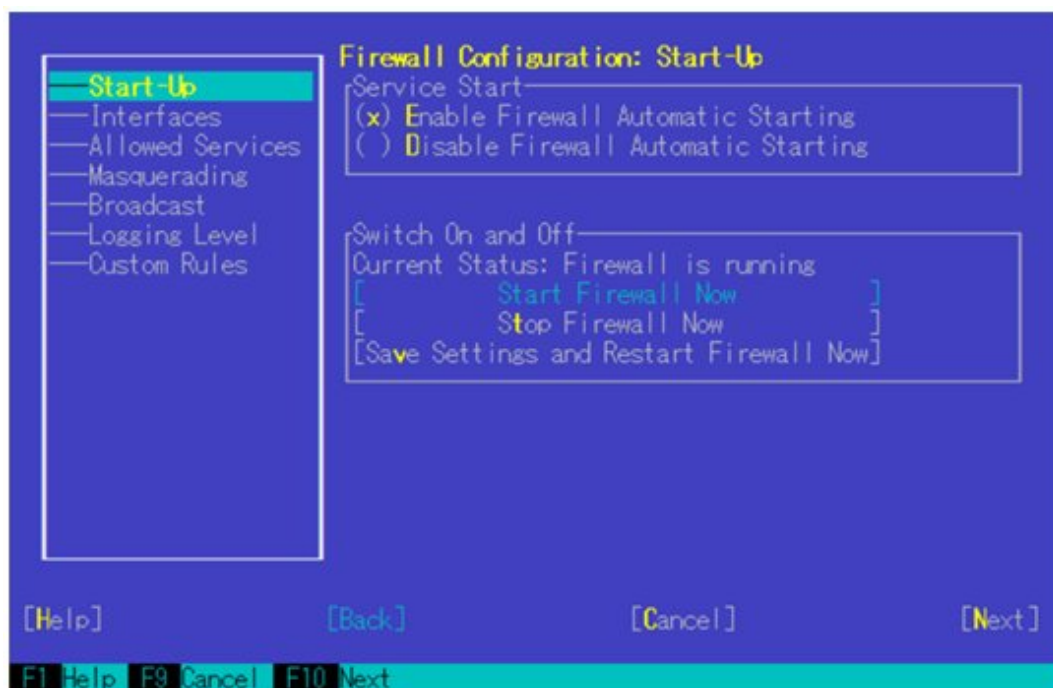 Start-Up
Interfaces
Allowed Services
Masquerading
Broadcast
Logging Level
Custom Rules
Firewall Configuration: Start-Up
Service Start
(x) Enable Firewall Automatic Starting
( ) Disable Firewall Automatic Starting
Switch On and Off
Current Status: Firewall is running
[ Start Firewall Now ]
[ Stop Firewall Now ]
[Save Settings and Restart Firewall Now]
[Help] [Back] [Cancel] [Next]
F1 Help F9 Cancel F10 Next